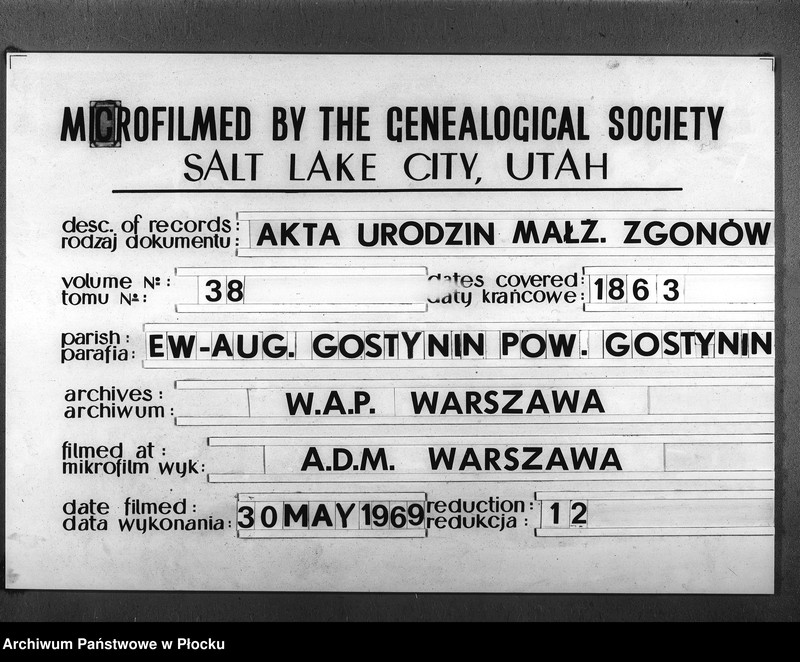 MICROFILMED BY THE GENEALOGICAL SOCIETY
SALT LAKE CITY, UTAH
desc. of records: AKTA URODZIN MAŁŻ. ZGONÓW
rodzaj dokumentu:
volume №: 38 dates covered: 1863
tomu №: daty krańcowe:
parish: EW-AUG. GOSTYNIN POW. GOSTYNIN
parafia:
archives: W.A.P. WARSZAWA
archiwum:
filmed at: A.D.M. WARSZAWA
mikrofilm wyk:
date filmed: 30 MAY 1969 reduction: 12
data wykonania: redukcja:
Archiwum Państwowe w Płocku